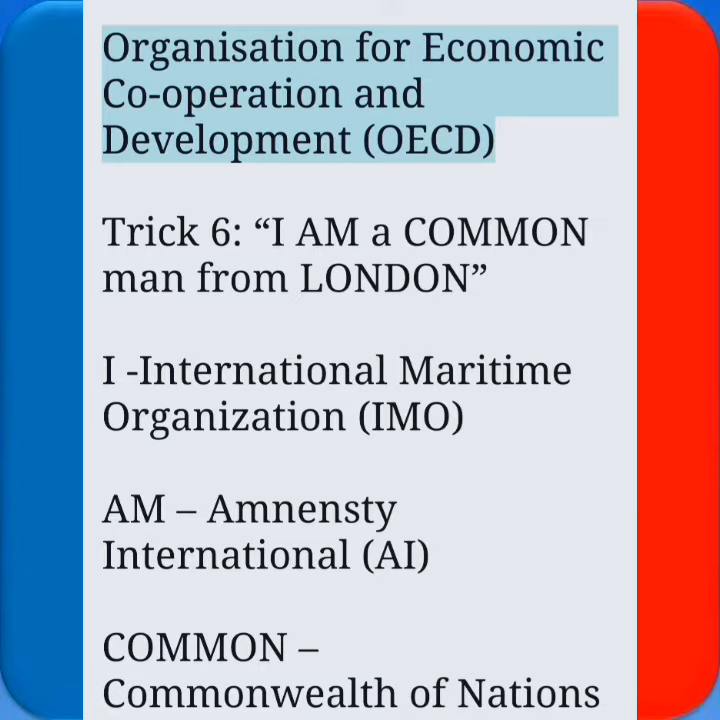 Organisation for Economic
Co-operation and
Development (OECD)
Trick 6: “I AM a COMMON
man from LONDON”
I -International Maritime
Organization (IMO)
AM – Amnensty
International (AI)
COMMON –
Commonwealth of Nations